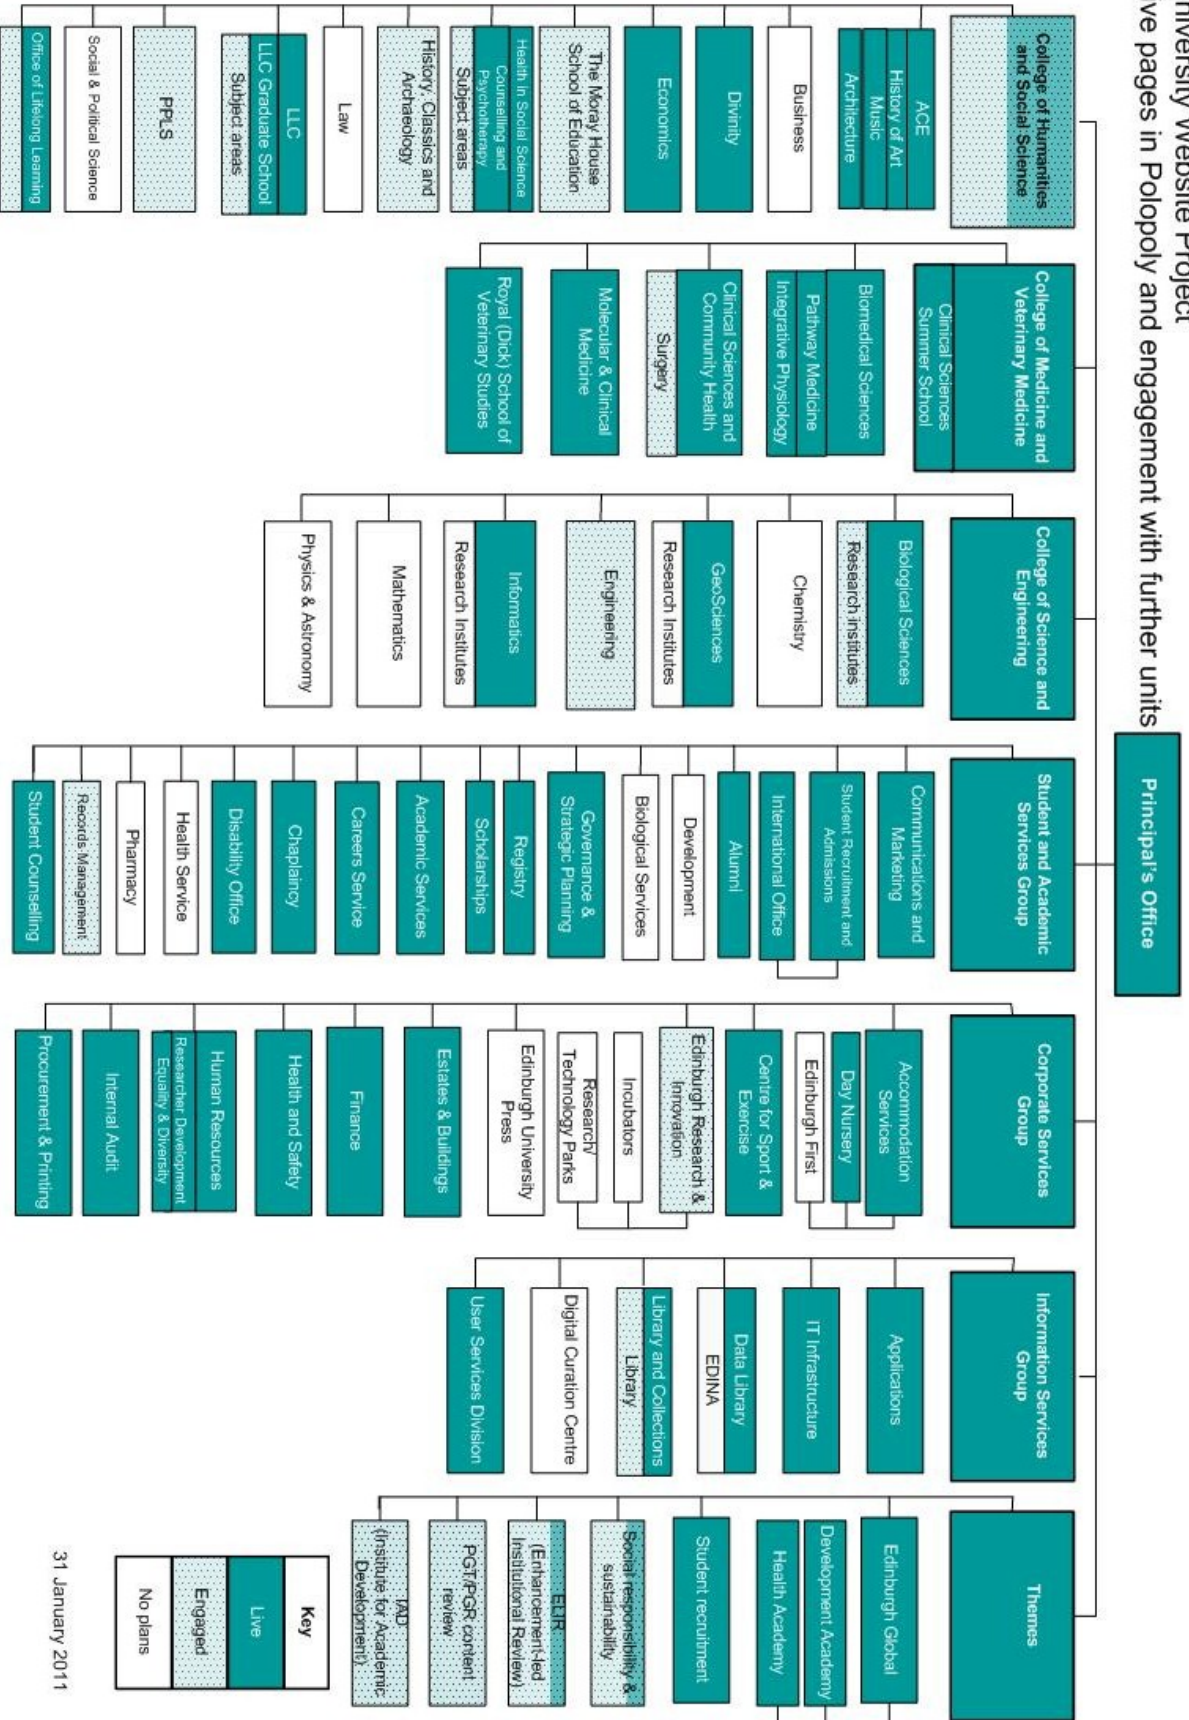 niversity Website Project
ve pages in Polopoly and engagement with further units
Principal's Office
College of Humanities
and Social Science
ACE
History of Art
Music
Architecture
Business
Divinity
Economics
The Moray House
School of Education
Health in Social Science
Counselling and
Psychotherapy
Subject areas
History, Classics and
Archaeology
Law
LLC
LLC Graduate School
Subject areas
PPLS
Social & Political Science
Office of Lifelong Learning
College of Medicine and
Veterinary Medicine
Clinical Sciences
Summer School
Biomedical Sciences
Pathway Medicine
Integrative Physiology
Clinical Sciences and
Community Health
Surgery
Molecular & Clinical
Medicine
Royal (Dick) School of
Veterinary Studies
College of Science and
Engineering
Biological Sciences
Research institutes
Chemistry
GeoSciences
Research Institutes
Engineering
Informatics
Research Institutes
Mathematics
Physics & Astronomy
Student and Academic
Services Group
Communications and
Marketing
Student Recruitment and
Admissions
International Office
Alumni
Development
Biological Services
Governance &
Strategic Planning
Registry
Scholarships
Academic Services
Careers Service
Chaplaincy
Disability Office
Health Service
Pharmacy
Records Management
Student Counselling
Corporate Services
Group
Accommodation
Services
Day Nursery
Edinburgh First
Centre for Sport &
Exercise
Edinburgh Research &
Innovation
Incubators
Research/
Technology Parks
Edinburgh University
Press
Estates & Buildings
Finance
Health and Safety
Human Resources
Researcher Development
Equality & Diversity
Internal Audit
Procurement & Printing
Information Services
Group
Applications
IT Infrastructure
Data Library
EDINA
Library and Collections
Library
Digital Curation Centre
User Services Division
Themes
Edinburgh Global
Development Academy
Health Academy
Student recruitment
Social responsibility &
sustainability
ELIR
(Enhancement-led
Institutional Review)
PGT/PGR content
review
IAD
(Institute for Academic
Development)
Key
Live
Engaged
No plans
31 January 2011